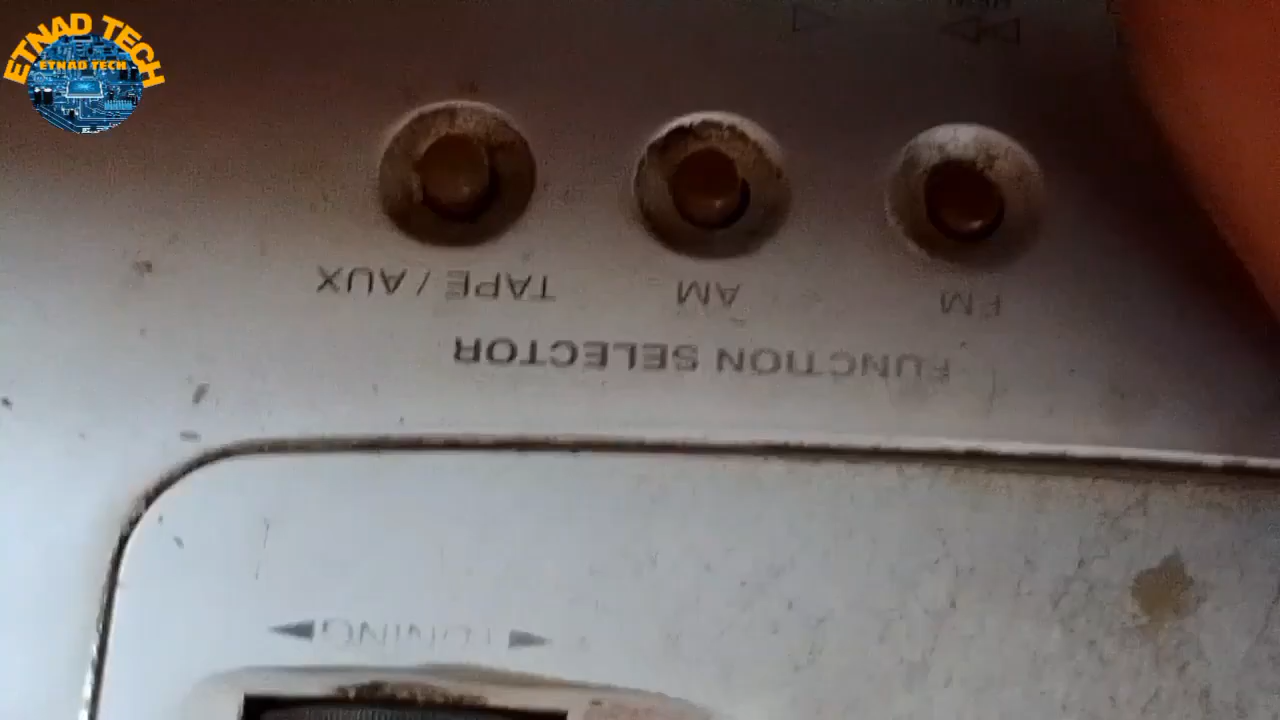 ETNAD TECH
ETNAD TECH
FM
AM
TAPE / AUX
FUNCTION SELECTOR
TUNING